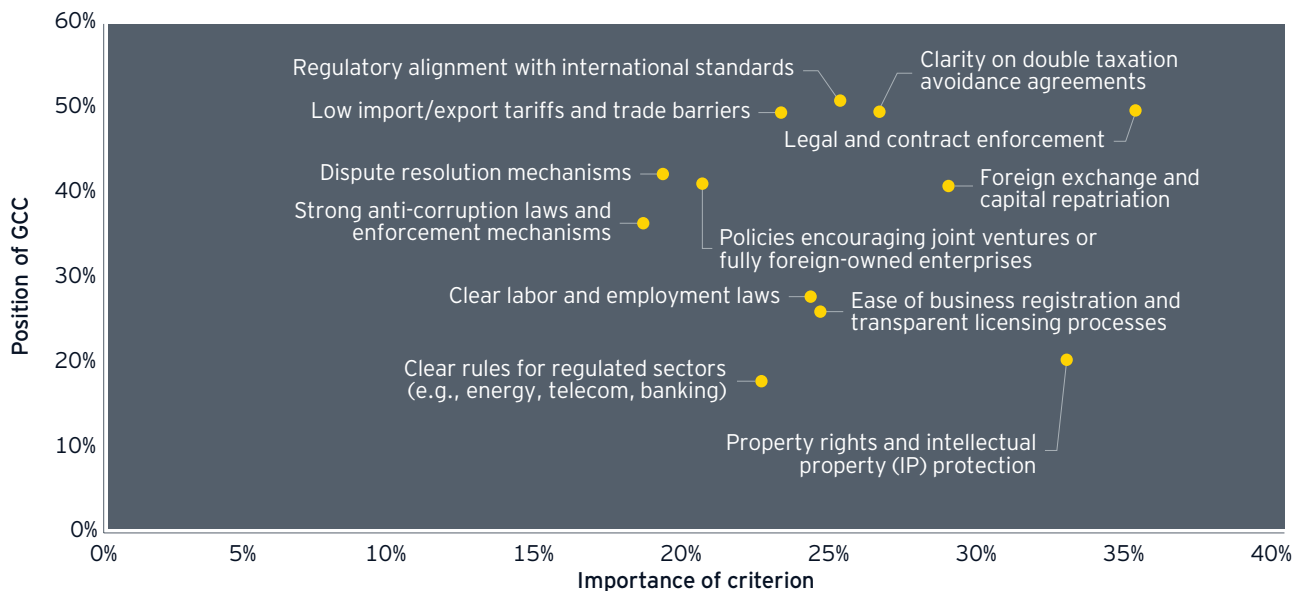 60%
50%
40%
30%
20%
10%
0%
Position of GCC
Regulatory alignment with international standards
Clarity on double taxation
avoidance agreements
Low import/export tariffs and trade barriers
Legal and contract enforcement
Dispute resolution mechanisms
Foreign exchange and
capital repatriation
Strong anti-corruption laws and
enforcement mechanisms
Policies encouraging joint ventures or
fully foreign-owned enterprises
Clear labor and employment laws
Ease of business registration and
transparent licensing processes
Clear rules for regulated sectors
(e.g., energy, telecom, banking)
Property rights and intellectual
property (IP) protection
0%
5%
10%
15%
20%
25%
30%
35%
40%
Importance of criterion